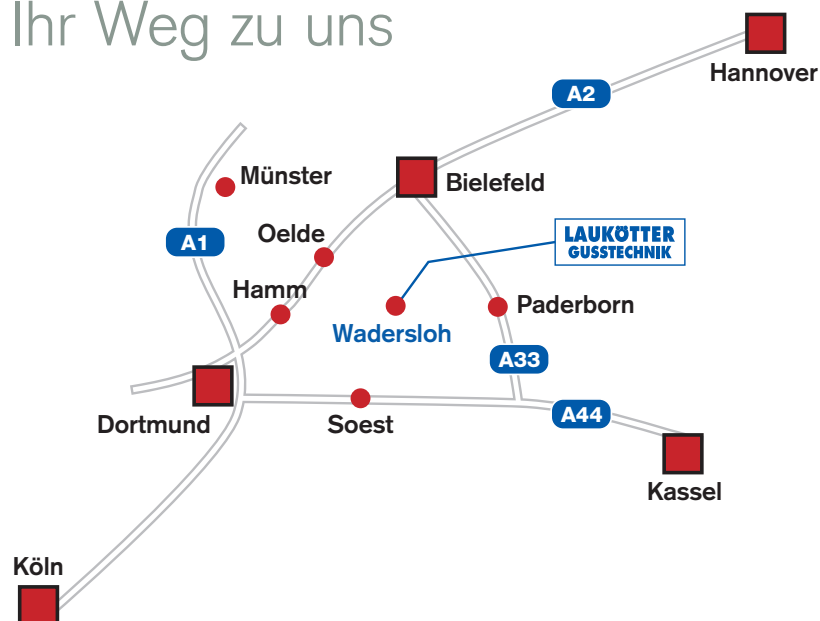 Ihr Weg zu uns
Hannover
A2
Münster
Bielefeld
A1
Oelde
LAUKÖTTER
GUSSTECHNIK
Hamm
Wadersloh
Paderborn
A33
Dortmund
Soest
A44
Kassel
Köln